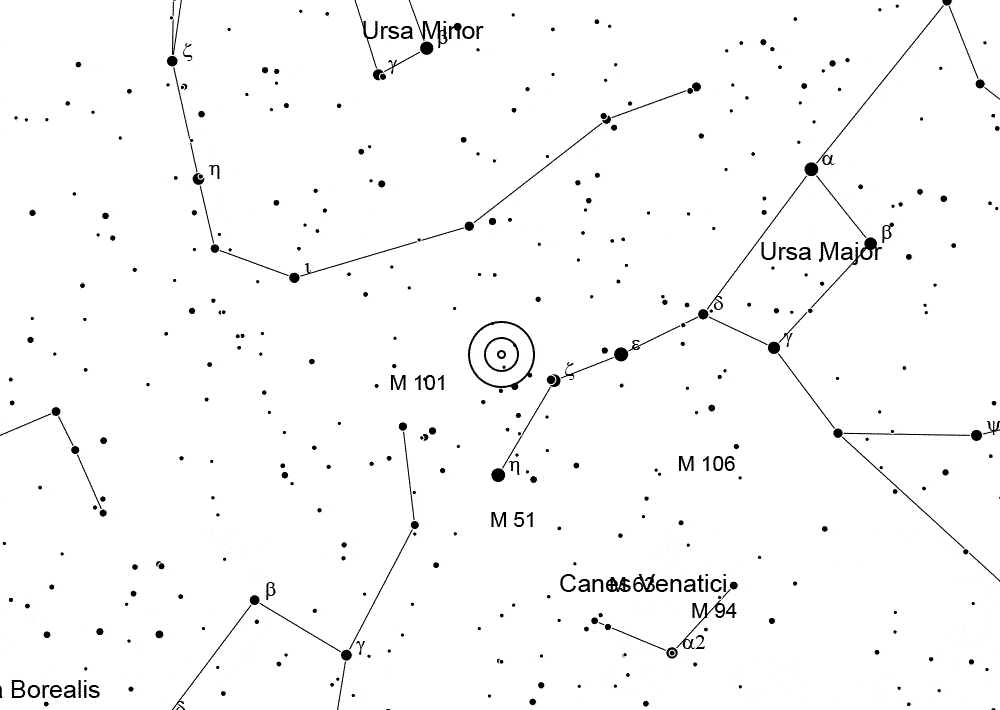 Ursa Minor
β
ζ
γ
α
η
β
Ursa Major
ι
δ
γ
ε
ζ
M 101
ψ
η
M 106
M 51
Canes Venatici
M 63
β
M 94
α2
γ
a Borealis
δ